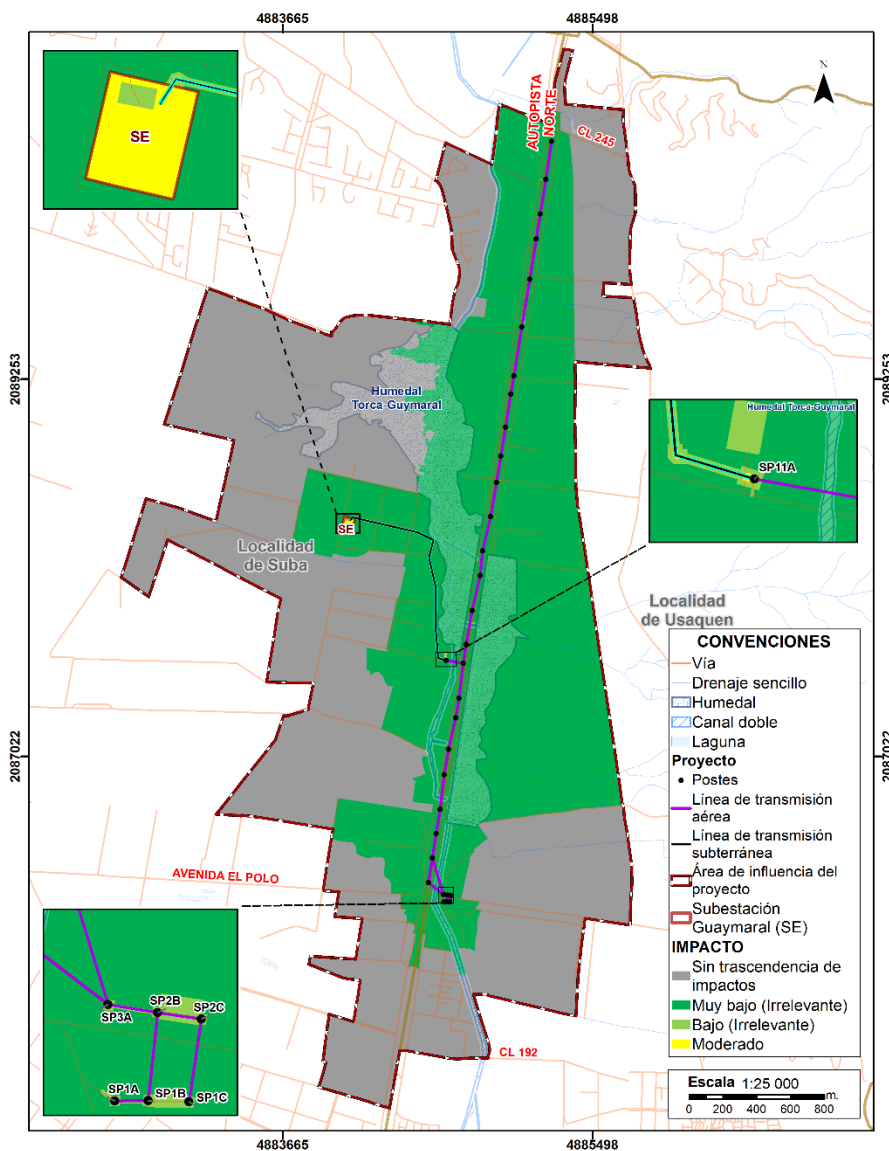 4883665
4885498
SE
N
AUTOPISTA
NORTE
CL 245
2089253
2089253
Humedal
Torca-Guymaral
Humedal Torca-Guymaral
SP11A
SE
Localidad
de Suba
Localidad
de Usaquen
CONVENCIONES
Vía
Drenaje sencillo
Humedal
Canal doble
Laguna
Proyecto
Postes
Línea de transmisión
aérea
Línea de transmisión
subterránea
Área de influencia del
proyecto
Subestación
Guaymaral (SE)
IMPACTO
Sin trascendencia de
impactos
Muy bajo (Irrelevante)
Bajo (Irrelevante)
Moderado
2087022
2087022
AVENIDA EL POLO
SP3A
SP2B
SP2C
SP1A
SP1B
SP1C
CL 192
Escala 1:25 000
0 200 400 600 800 m.
4883665
4885498